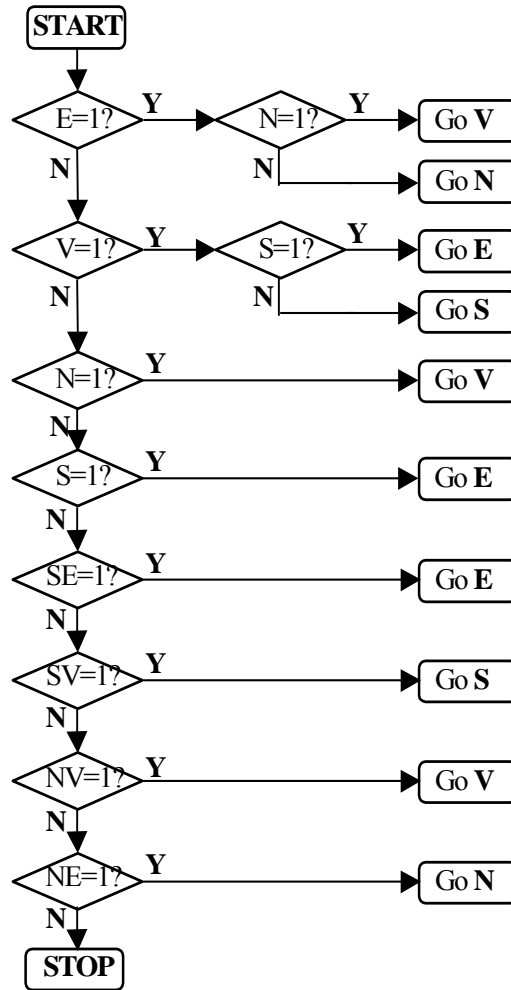 START
E=1? Y N=1? Y Go V
N N Go N
V=1? Y S=1? Y Go E
N N Go S
N=1? Y Go V
N
S=1? Y Go E
N
SE=1? Y Go E
N
SV=1? Y Go S
N
NV=1? Y Go V
N
NE=1? Y Go N
N
STOP